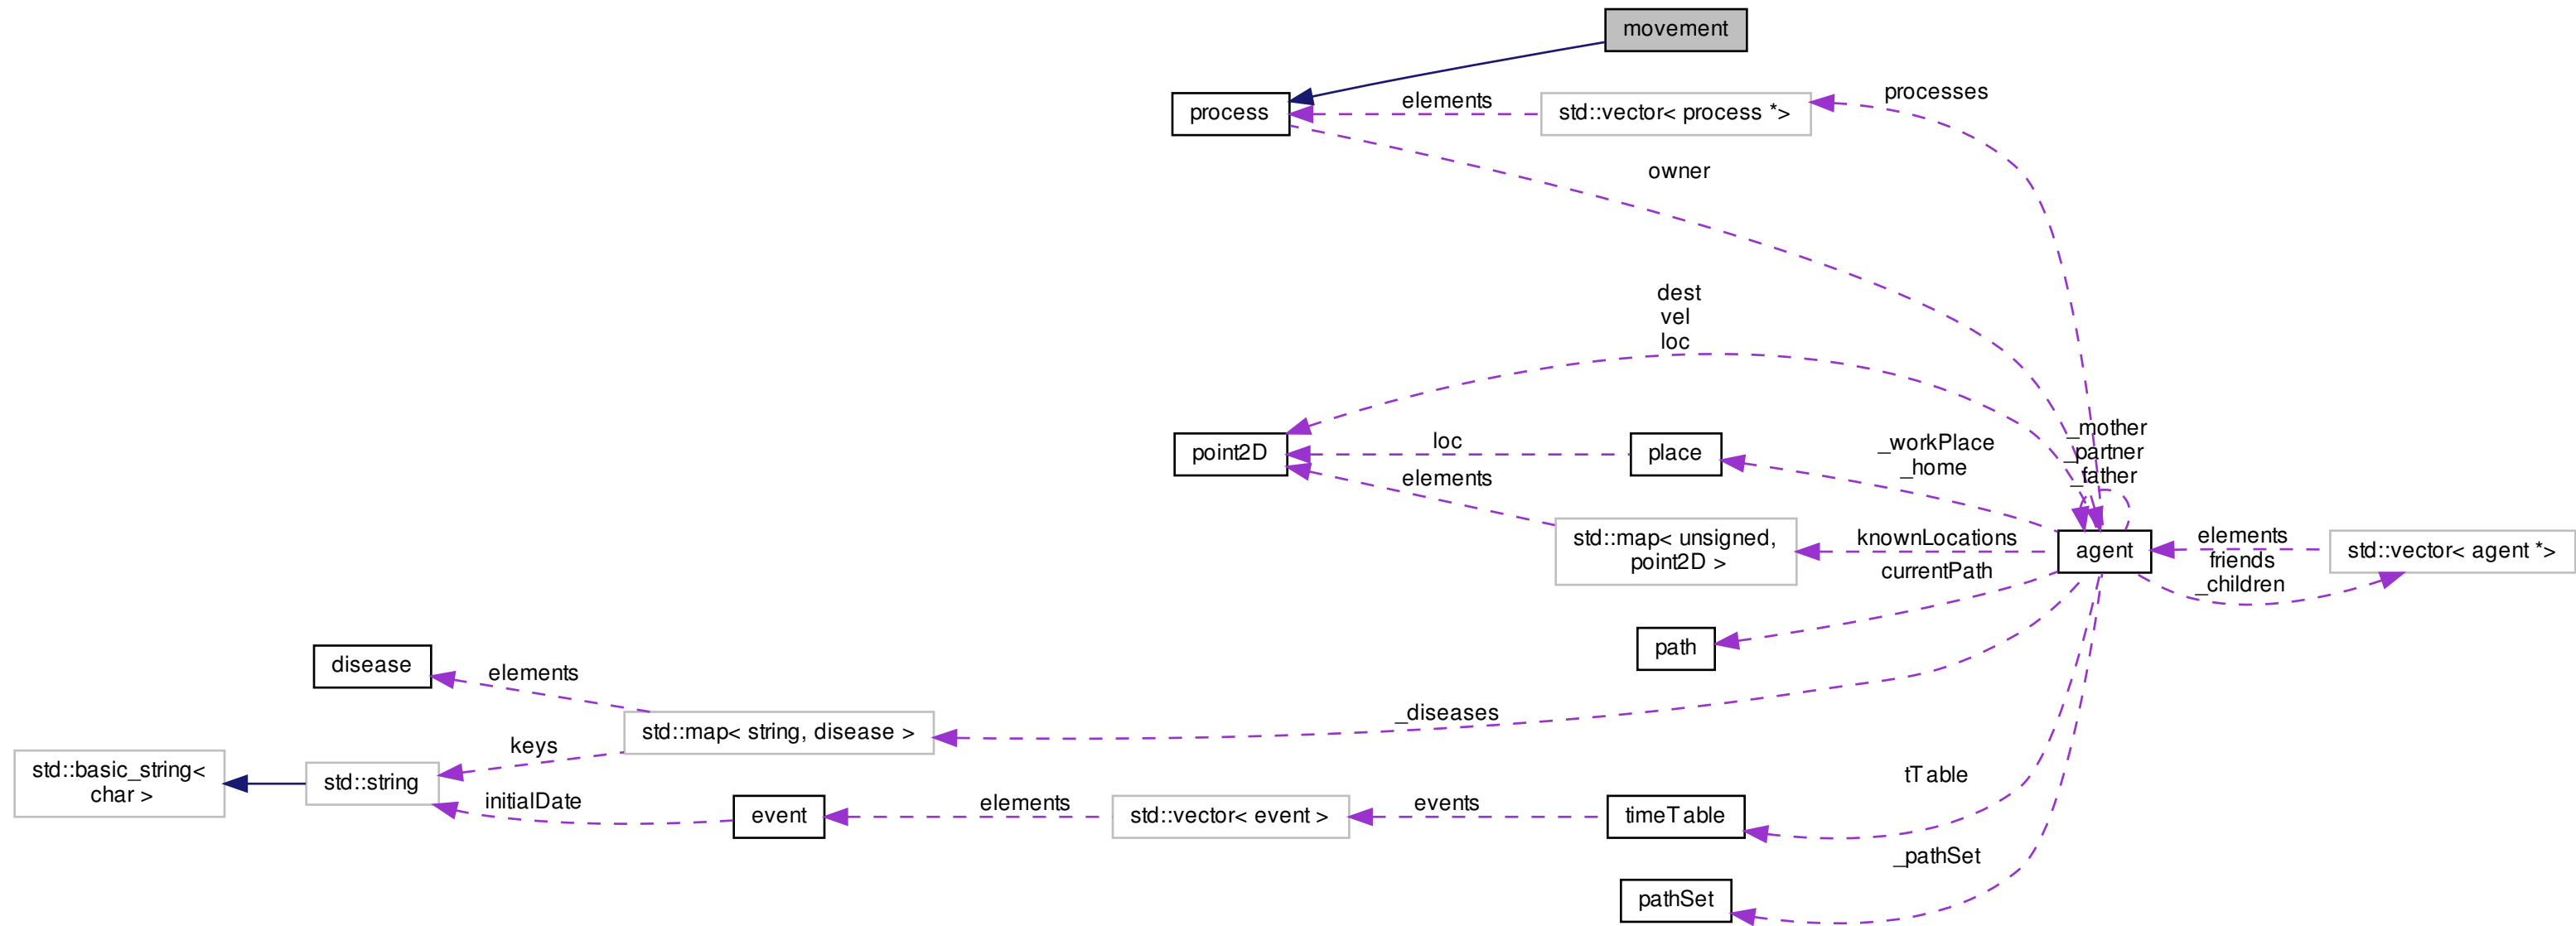 movement
processes
process
elements
std::vector< process *>
owner
dest
vel
loc
_mother
_partner
_father
point2D
loc
place
_workPlace
_home
elements
std::map< unsigned,
point2D >
knownLocations
currentPath
agent
elements
friends
_children
std::vector< agent *>
path
disease
elements
_diseases
std::map< string, disease >
keys
std::basic_string<
char >
std::string
initialDate
event
elements
std::vector< event >
events
timeTable
tTable
_pathSet
pathSet